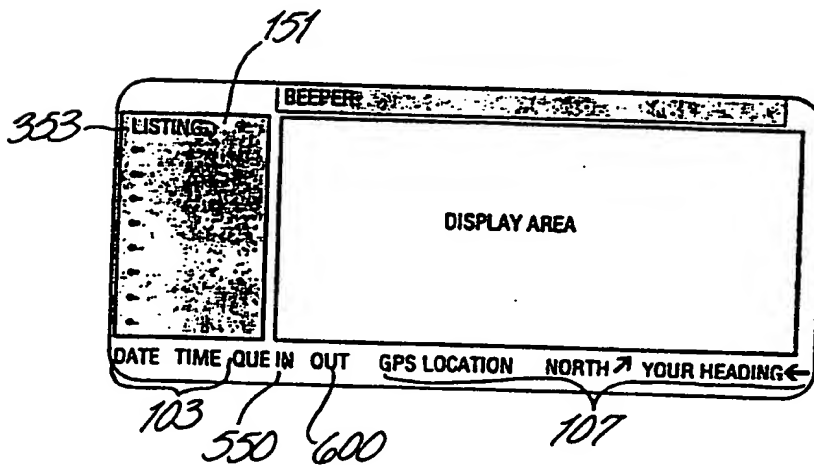 151
BEEPER:
353
LISTING
DISPLAY AREA
DATE TIME QUE IN OUT GPS LOCATION NORTH ↗ YOUR HEADING ←
103
550
600
107